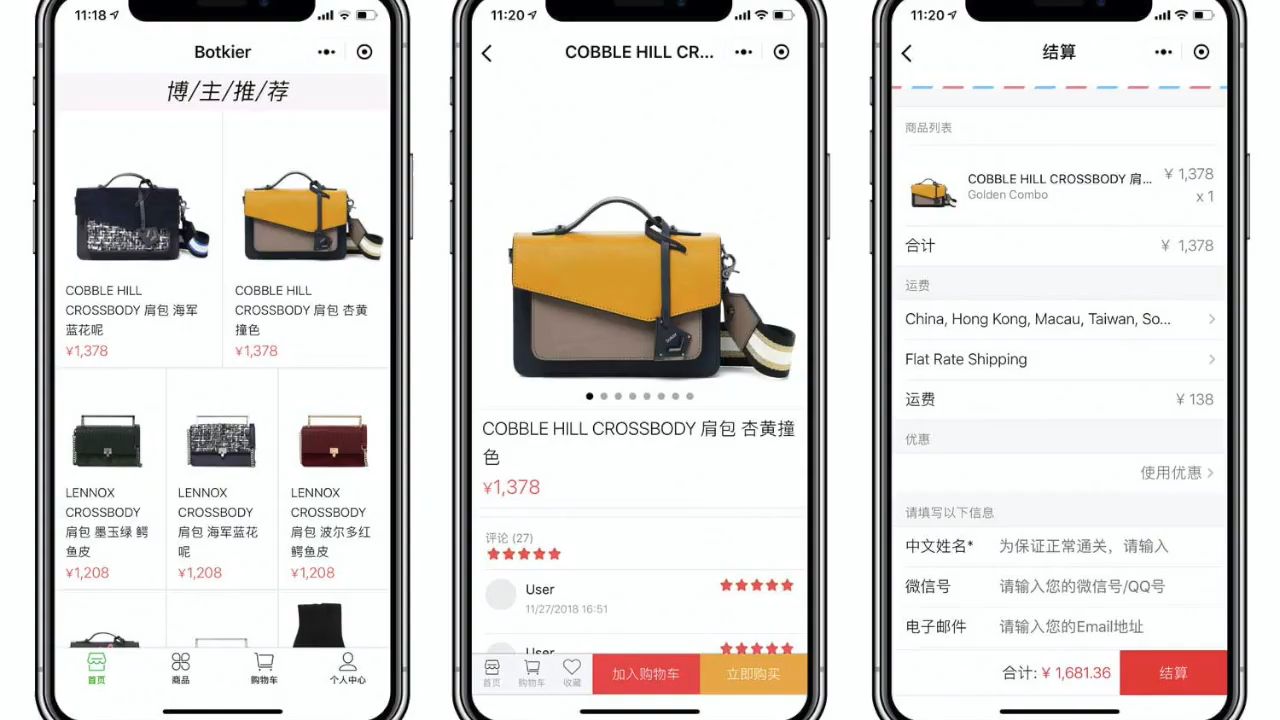 11:18
Botkier
博/主/推/荐
COBBLE HILL
CROSSBODY 肩包 海军
蓝花呢
¥1,378
COBBLE HILL
CROSSBODY 肩包 杏黄
撞色
¥1,378
LENNOX
CROSSBODY
肩包 墨玉绿 鳄
鱼皮
¥1,208
LENNOX
CROSSBODY
肩包 海军蓝花
呢
¥1,208
LENNOX
CROSSBODY
肩包 波尔多红
鳄鱼皮
¥1,208
首页
商品
购物车
个人中心
11:20
COBBLE HILL CR...
COBBLE HILL CROSSBODY 肩包 杏黄撞
色
¥1,378
评论 (27)
User
11/27/2018 16:51
User
首页
购物车
收藏
加入购物车
立即购买
11:20
结算
商品列表
COBBLE HILL CROSSBODY 肩... ¥ 1,378
Golden Combo x 1
合计 ¥ 1,378
运费
China, Hong Kong, Macau, Taiwan, So...
Flat Rate Shipping
运费 ¥ 138
优惠
使用优惠
请填写以下信息
中文姓名* 为保证正常通关，请输入
微信号 请输入您的微信号/QQ号
电子邮件 请输入您的Email地址
合计: ¥ 1,681.36 结算